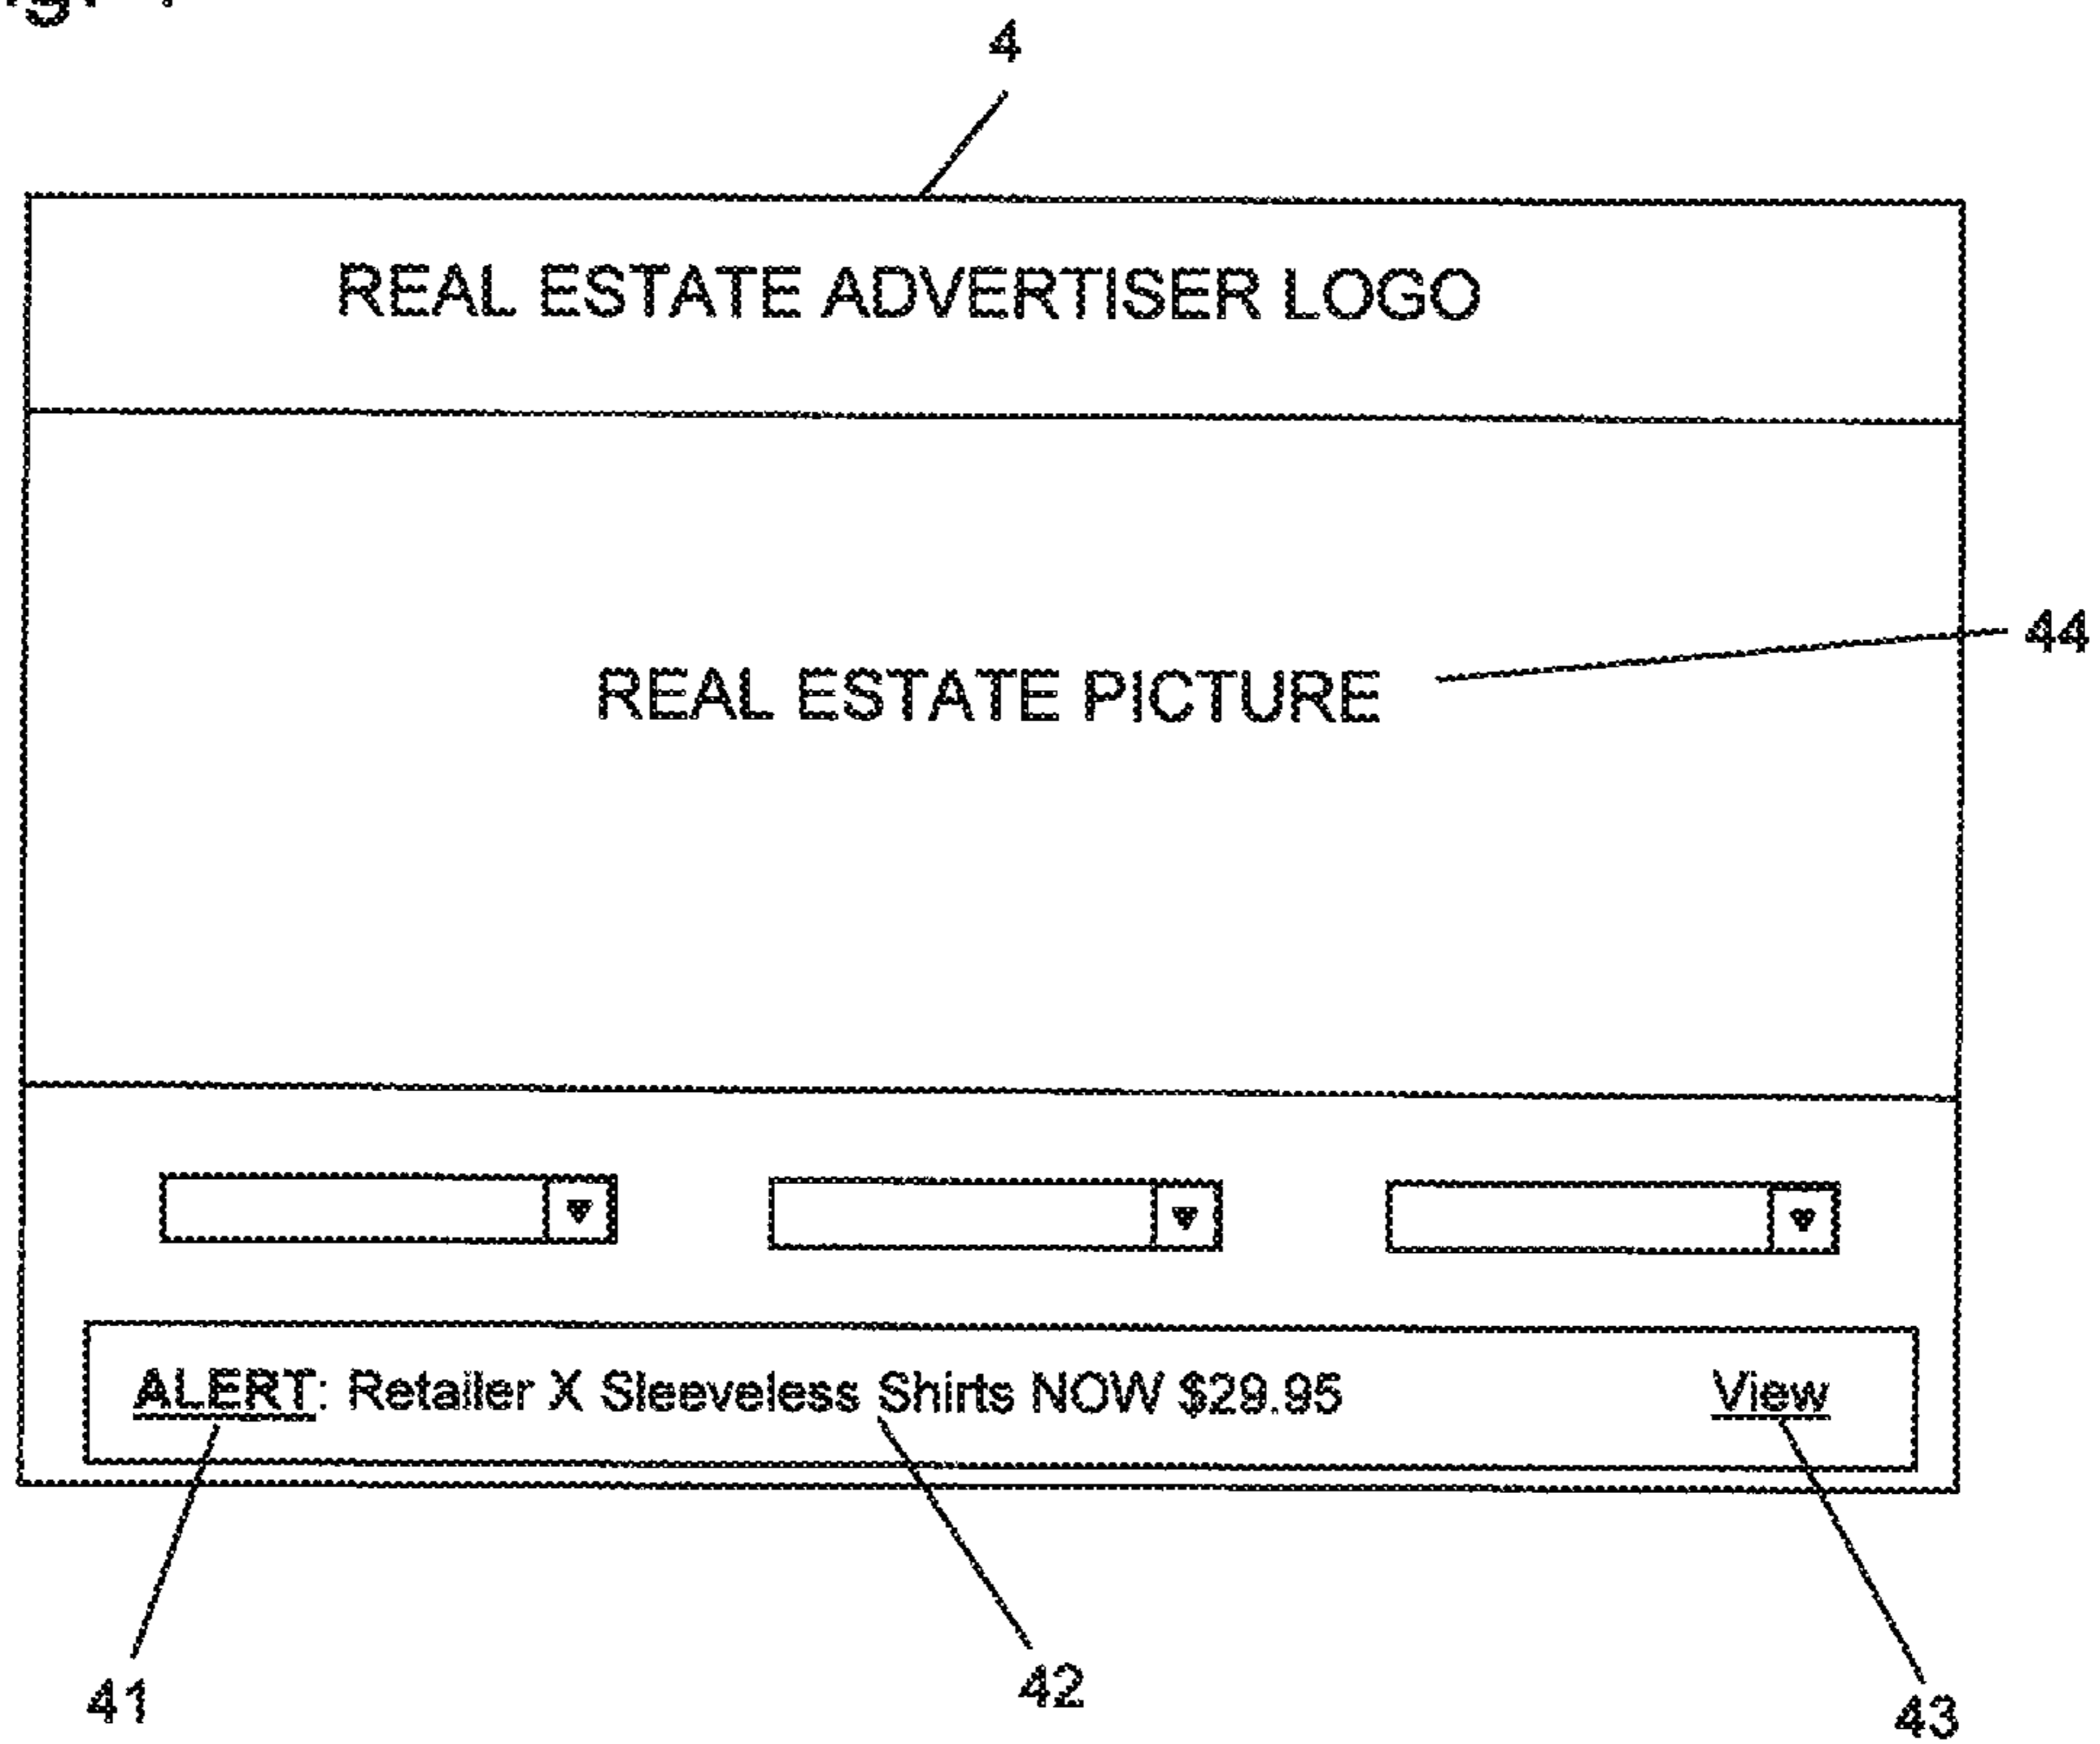 4
REAL ESTATE ADVERTISER LOGO
44
REAL ESTATE PICTURE
ALERT: Retailer X Sleeveless Shirts NOW $29.95 View
41 42 43